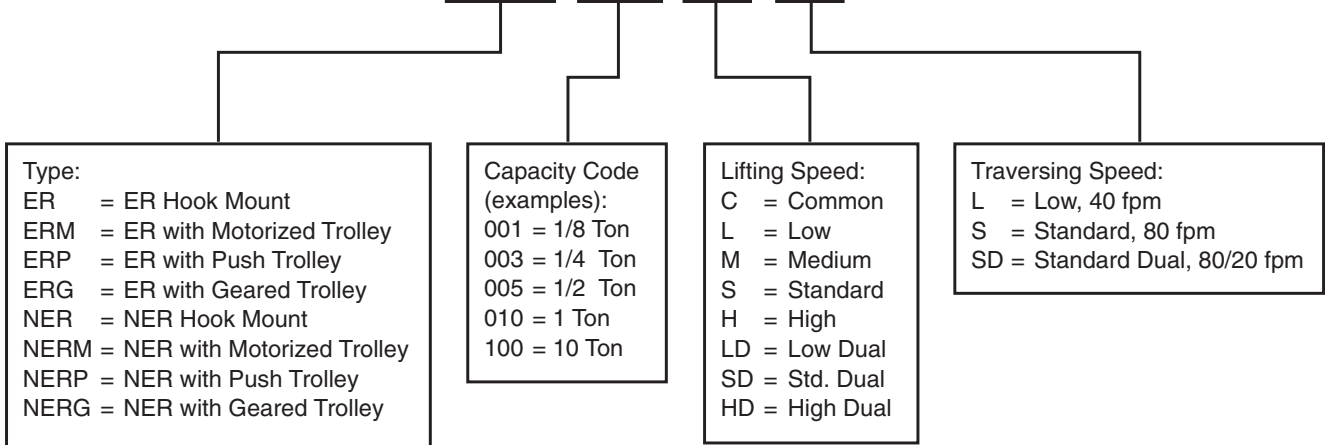 Type:
ER = ER Hook Mount
ERM = ER with Motorized Trolley
ERP = ER with Push Trolley
ERG = ER with Geared Trolley
NER = NER Hook Mount
NERM = NER with Motorized Trolley
NERP = NER with Push Trolley
NERG = NER with Geared Trolley
Capacity Code
(examples):
001 = 1/8 Ton
003 = 1/4 Ton
005 = 1/2 Ton
010 = 1 Ton
100 = 10 Ton
Lifting Speed:
C = Common
L = Low
M = Medium
S = Standard
H = High
LD = Low Dual
SD = Std. Dual
HD = High Dual
Traversing Speed:
L = Low, 40 fpm
S = Standard, 80 fpm
SD = Standard Dual, 80/20 fpm